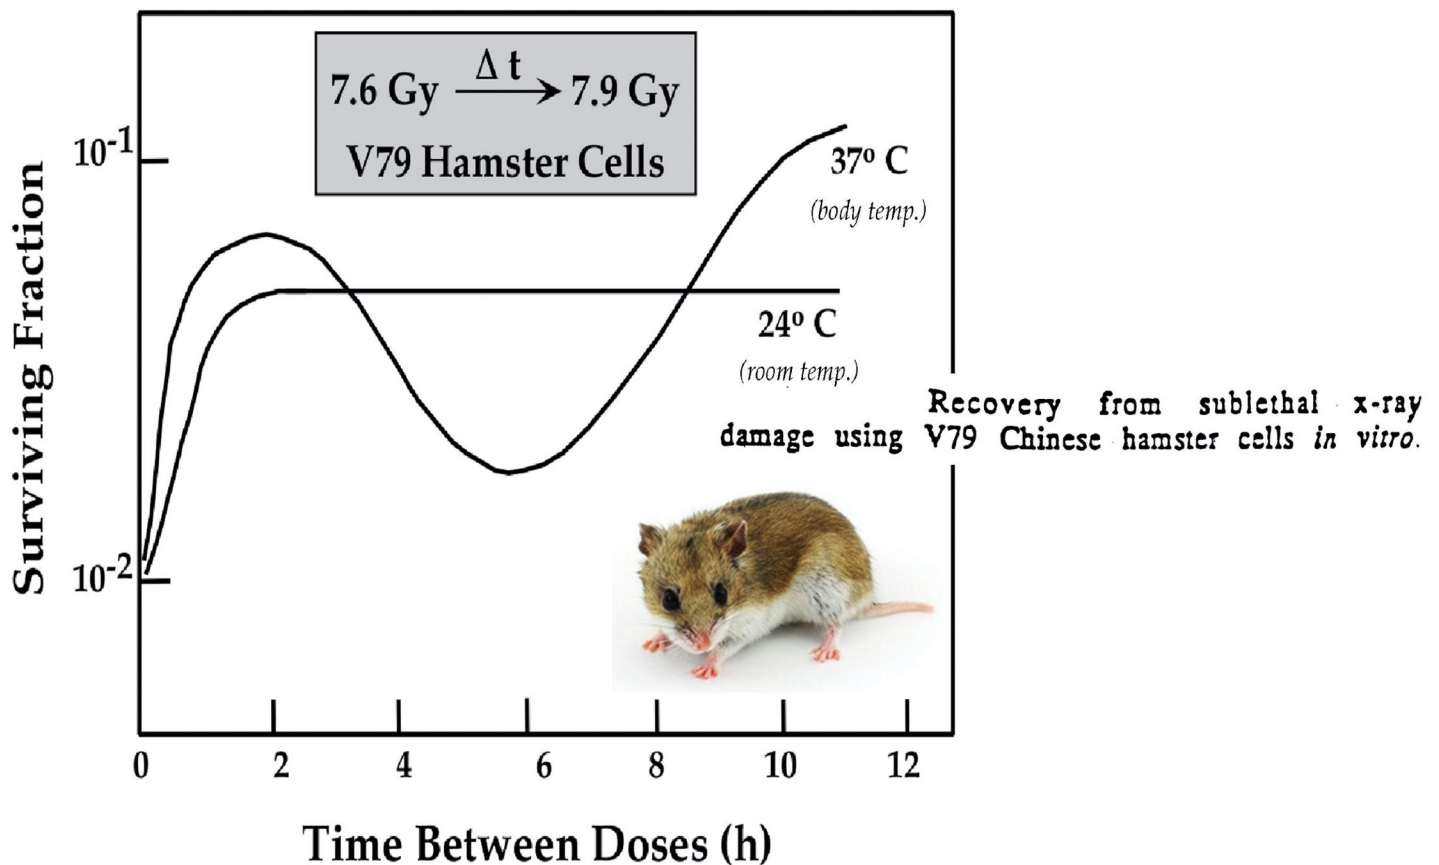 7.6 Gy Δ t → 7.9 Gy
V79 Hamster Cells
10⁻¹
37º C
(body temp.)
24º C
(room temp.)
Recovery from sublethal x-ray
damage using V79 Chinese hamster cells in vitro.
10⁻²
Surviving Fraction
0 2 4 6 8 10 12
Time Between Doses (h)